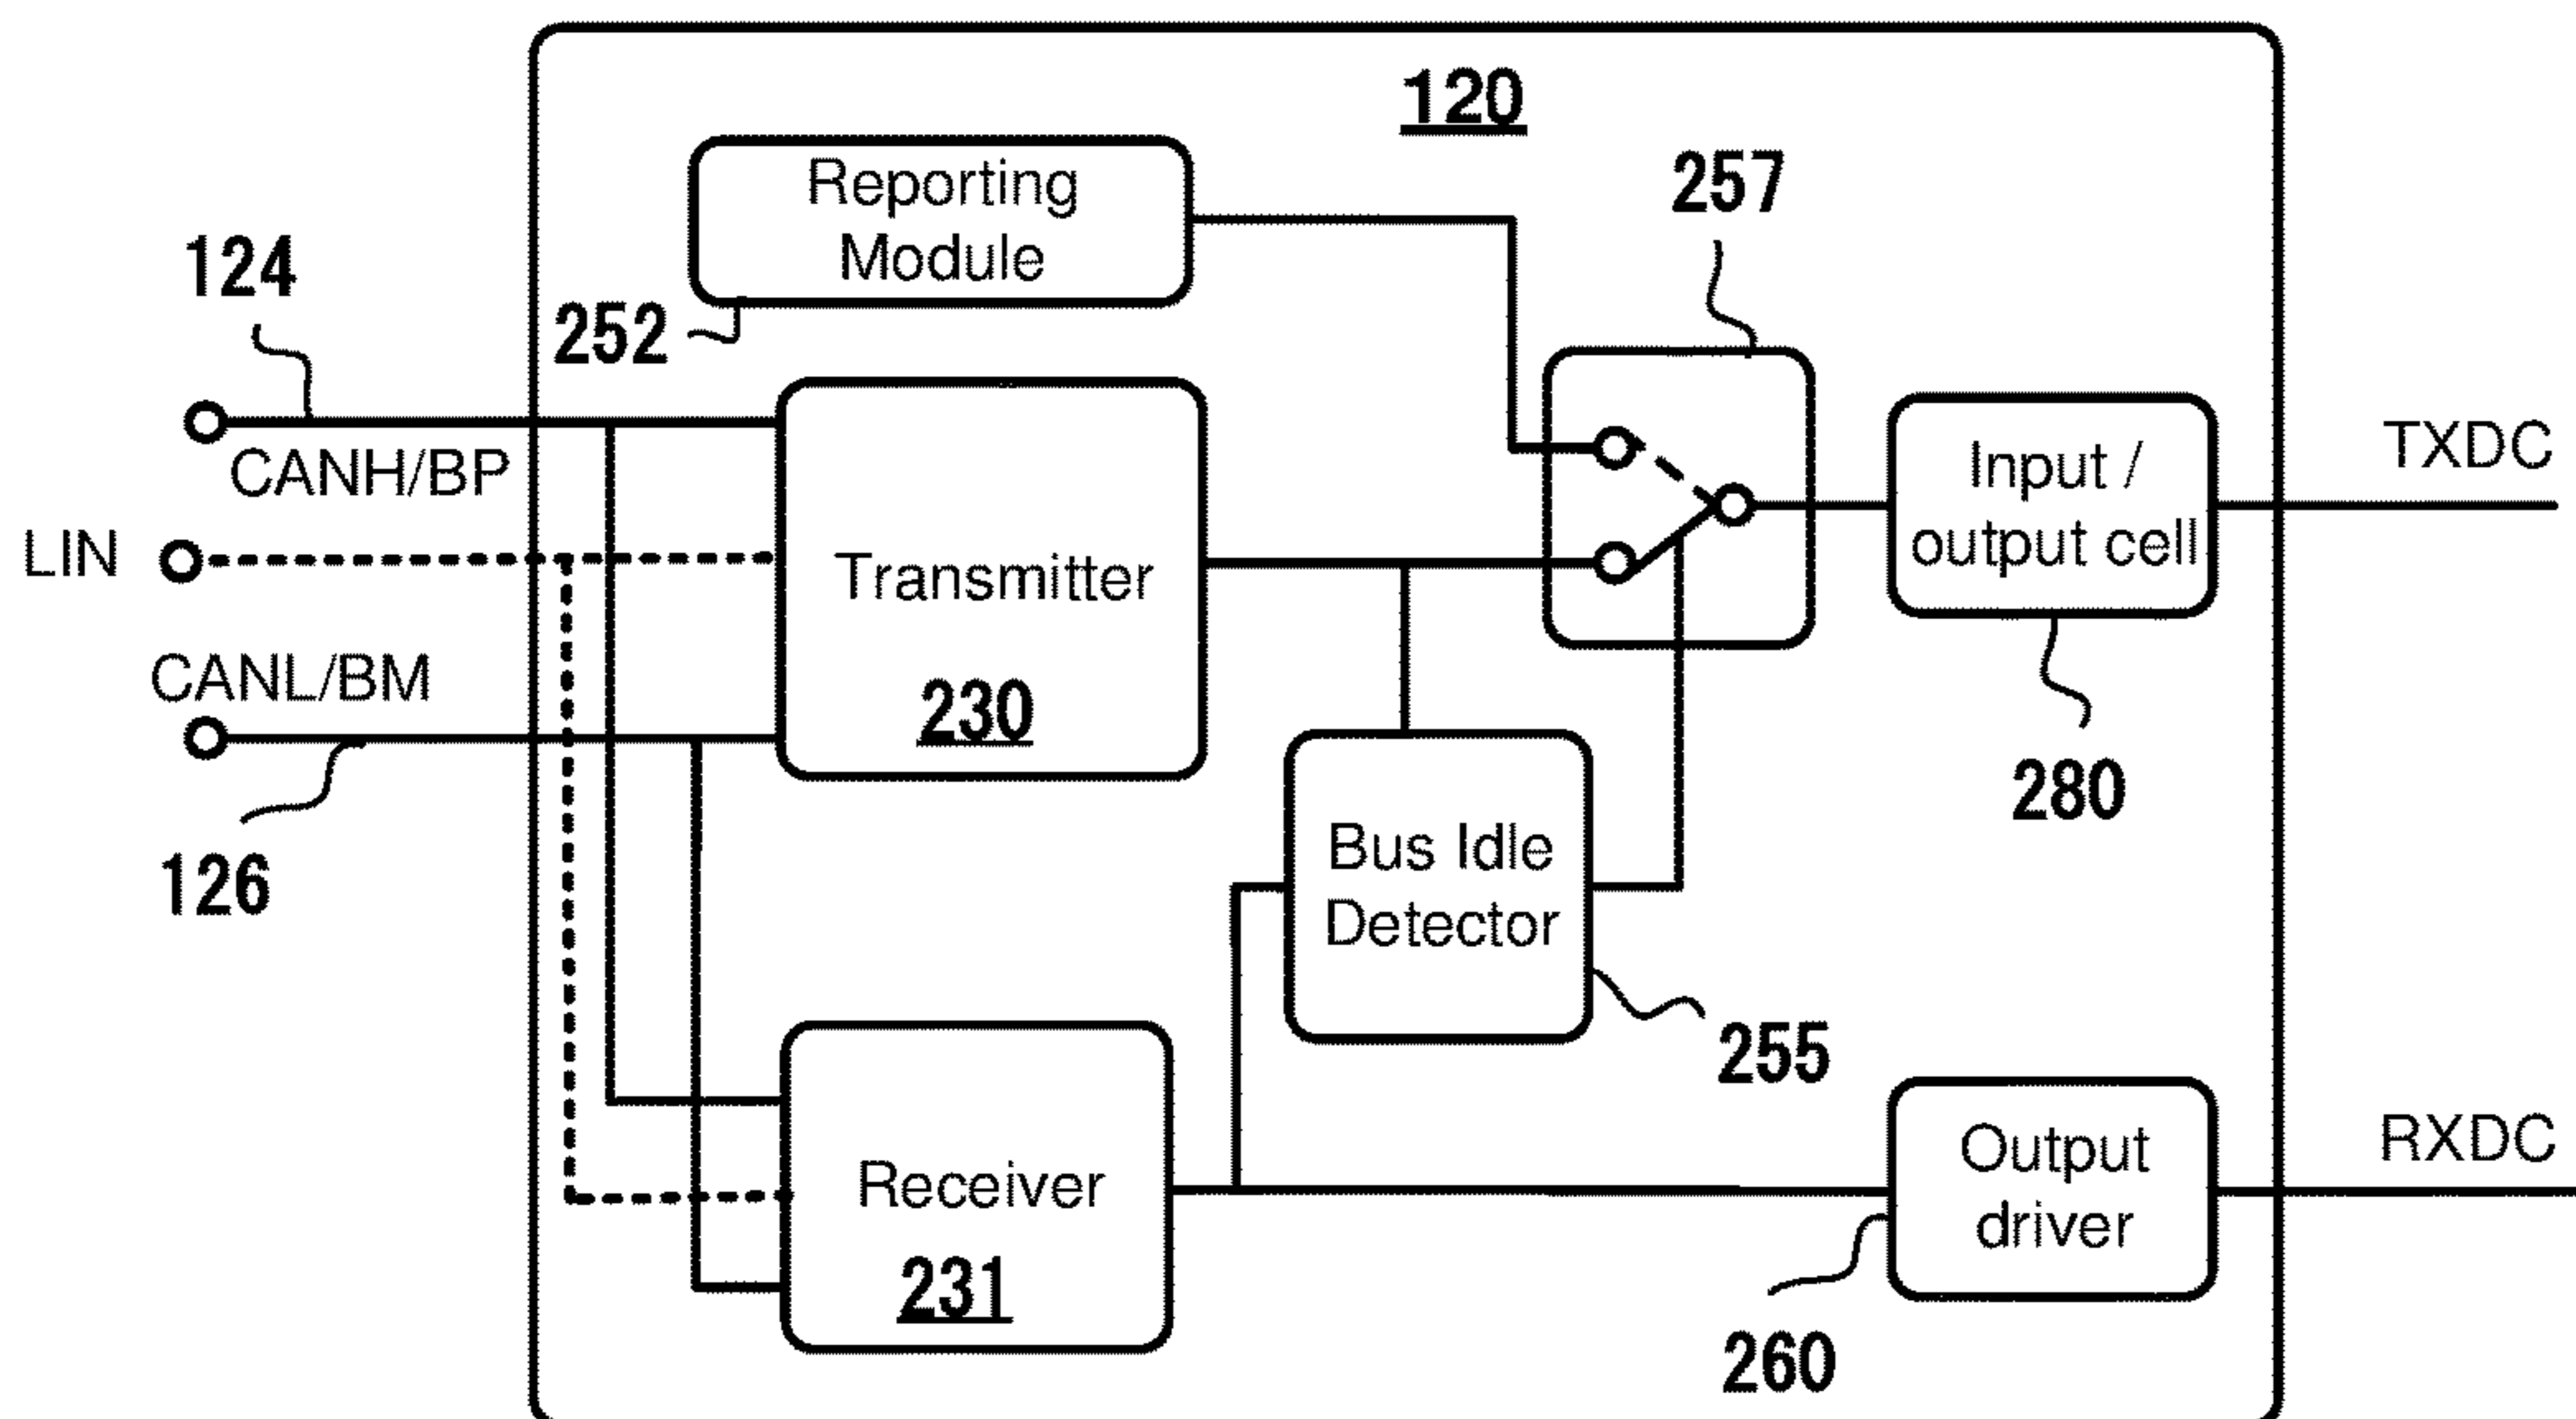 120
Reporting
Module
252
257
124
CANH/BP
LIN
CANL/BM
126
Transmitter
230
Input /
output cell
280
TXDC
Bus Idle
Detector
255
Receiver
231
Output
driver
260
RXDC